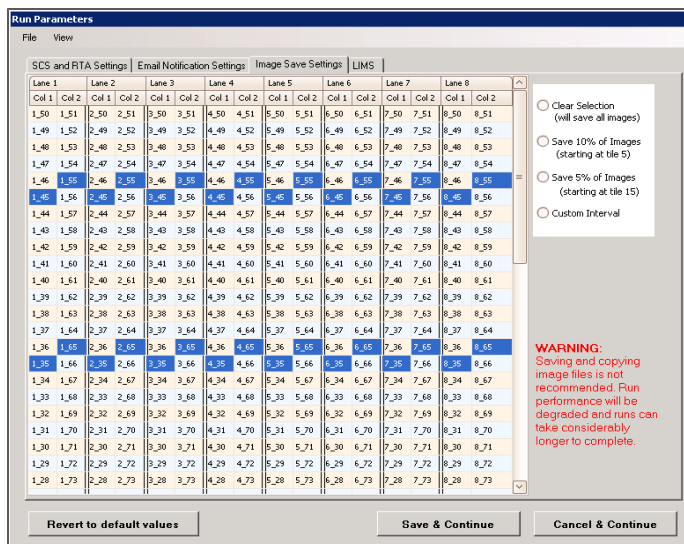 Run Parameters
File View
SCS and RTA Settings Email Notification Settings Image Save Settings LIMS
Lane 1 Lane 2 Lane 3 Lane 4 Lane 5 Lane 6 Lane 7 Lane 8
Col 1 Col 2 Col 1 Col 2 Col 1 Col 2 Col 1 Col 2 Col 1 Col 2 Col 1 Col 2 Col 1 Col 2 Col 1 Col 2
1_50 1_51 2_50 2_51 3_50 3_51 4_50 4_51 5_50 5_51 6_50 6_51 7_50 7_51 8_50 8_51
1_49 1_52 2_49 2_52 3_49 3_52 4_49 4_52 5_49 5_52 6_49 6_52 7_49 7_52 8_49 8_52
1_48 1_53 2_48 2_53 3_48 3_53 4_48 4_53 5_48 5_53 6_48 6_53 7_48 7_53 8_48 8_53
1_47 1_54 2_47 2_54 3_47 3_54 4_47 4_54 5_47 5_54 6_47 6_54 7_47 7_54 8_47 8_54
1_46 1_55 2_46 2_55 3_46 3_55 4_46 4_55 5_46 5_55 6_46 6_55 7_46 7_55 8_46 8_55
1_45 1_56 2_45 2_56 3_45 3_56 4_45 4_56 5_45 5_56 6_45 6_56 7_45 7_56 8_45 8_56
1_44 1_57 2_44 2_57 3_44 3_57 4_44 4_57 5_44 5_57 6_44 6_57 7_44 7_57 8_44 8_57
1_43 1_58 2_43 2_58 3_43 3_58 4_43 4_58 5_43 5_58 6_43 6_58 7_43 7_58 8_43 8_58
1_42 1_59 2_42 2_59 3_42 3_59 4_42 4_59 5_42 5_59 6_42 6_59 7_42 7_59 8_42 8_59
1_41 1_60 2_41 2_60 3_41 3_60 4_41 4_60 5_41 5_60 6_41 6_60 7_41 7_60 8_41 8_60
1_40 1_61 2_40 2_61 3_40 3_61 4_40 4_61 5_40 5_61 6_40 6_61 7_40 7_61 8_40 8_61
1_39 1_62 2_39 2_62 3_39 3_62 4_39 4_62 5_39 5_62 6_39 6_62 7_39 7_62 8_39 8_62
1_38 1_63 2_38 2_63 3_38 3_63 4_38 4_63 5_38 5_63 6_38 6_63 7_38 7_63 8_38 8_63
1_37 1_64 2_37 2_64 3_37 3_64 4_37 4_64 5_37 5_64 6_37 6_64 7_37 7_64 8_37 8_64
1_36 1_65 2_36 2_65 3_36 3_65 4_36 4_65 5_36 5_65 6_36 6_65 7_36 7_65 8_36 8_65
1_35 1_66 2_35 2_66 3_35 3_66 4_35 4_66 5_35 5_66 6_35 6_66 7_35 7_66 8_35 8_66
1_34 1_67 2_34 2_67 3_34 3_67 4_34 4_67 5_34 5_67 6_34 6_67 7_34 7_67 8_34 8_67
1_33 1_68 2_33 2_68 3_33 3_68 4_33 4_68 5_33 5_68 6_33 6_68 7_33 7_68 8_33 8_68
1_32 1_69 2_32 2_69 3_32 3_69 4_32 4_69 5_32 5_69 6_32 6_69 7_32 7_69 8_32 8_69
1_31 1_70 2_31 2_70 3_31 3_70 4_31 4_70 5_31 5_70 6_31 6_70 7_31 7_70 8_31 8_70
1_30 1_71 2_30 2_71 3_30 3_71 4_30 4_71 5_30 5_71 6_30 6_71 7_30 7_71 8_30 8_71
1_29 1_72 2_29 2_72 3_29 3_72 4_29 4_72 5_29 5_72 6_29 6_72 7_29 7_72 8_29 8_72
1_28 1_73 2_28 2_73 3_28 3_73 4_28 4_73 5_28 5_73 6_28 6_73 7_28 7_73 8_28 8_73
Clear Selection
(will save all images)
Save 10% of Images
(starting at tile 5)
Save 5% of Images
(starting at tile 15)
Custom Interval
WARNING:
Saving and copying
image files is not
recommended. Run
performance will be
degraded and runs can
take considerably
longer to complete.
Revert to default values Save & Continue Cancel & Continue